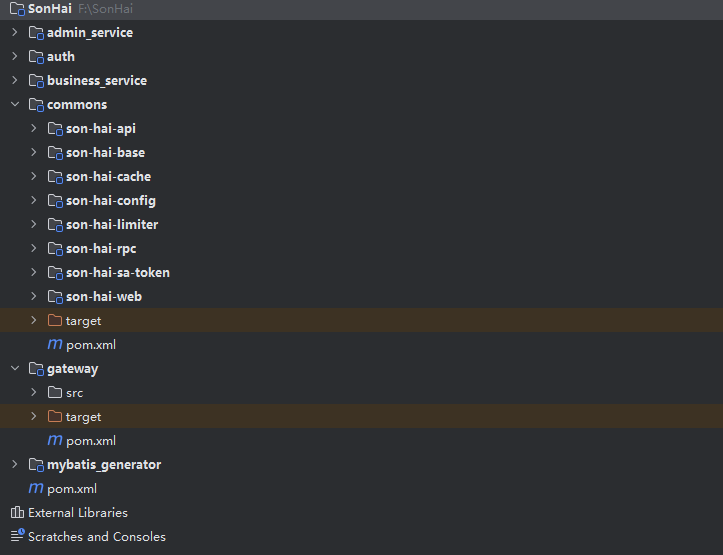 SonHai F:\SonHai
admin_service
auth
business_service
commons
son-hai-api
son-hai-base
son-hai-cache
son-hai-config
son-hai-limiter
son-hai-rpc
son-hai-sa-token
son-hai-web
target
m pom.xml
gateway
src
target
m pom.xml
mybatis_generator
m pom.xml
External Libraries
Scratches and Consoles